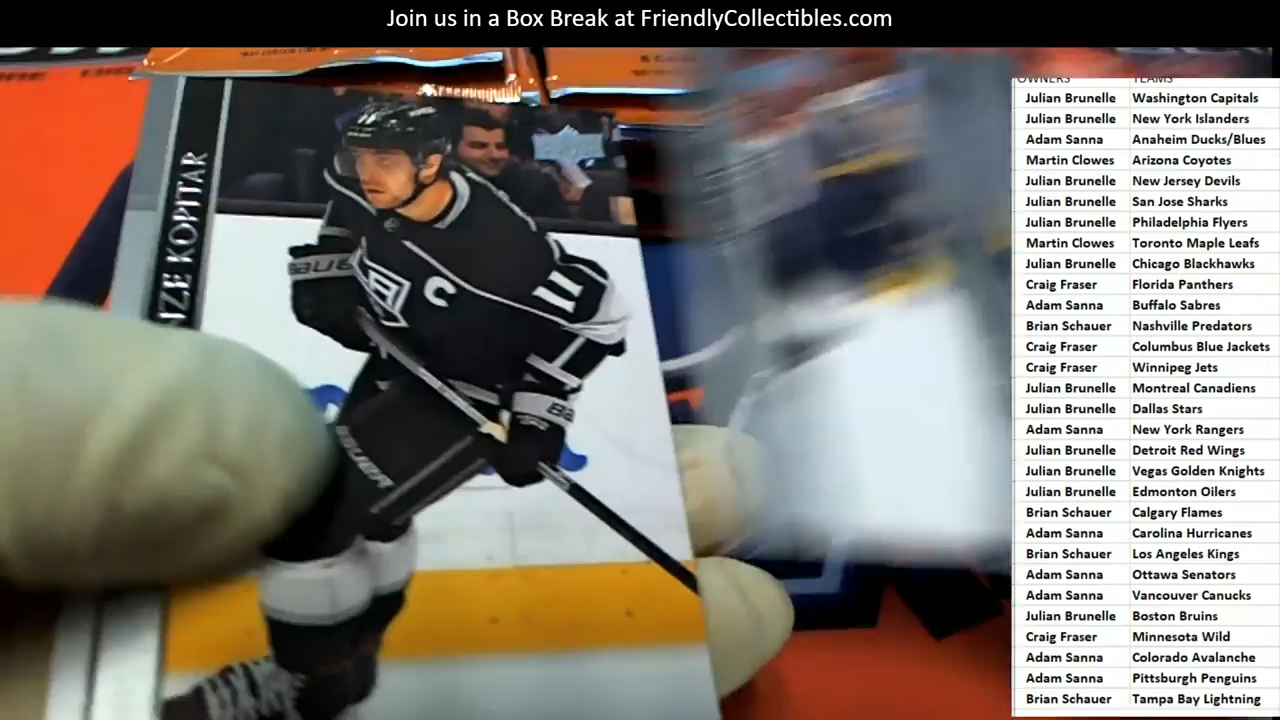 Join us in a Box Break at FriendlyCollectibles.com
OWNERS TEAMS
Julian Brunelle Washington Capitals
Julian Brunelle New York Islanders
Adam Sanna Anaheim Ducks/Blues
Martin Clowes Arizona Coyotes
Julian Brunelle New Jersey Devils
Julian Brunelle San Jose Sharks
Julian Brunelle Philadelphia Flyers
Martin Clowes Toronto Maple Leafs
Julian Brunelle Chicago Blackhawks
Craig Fraser Florida Panthers
Adam Sanna Buffalo Sabres
Brian Schauer Nashville Predators
Craig Fraser Columbus Blue Jackets
Craig Fraser Winnipeg Jets
Julian Brunelle Montreal Canadiens
Julian Brunelle Dallas Stars
Adam Sanna New York Rangers
Julian Brunelle Detroit Red Wings
Julian Brunelle Vegas Golden Knights
Julian Brunelle Edmonton Oilers
Brian Schauer Calgary Flames
Adam Sanna Carolina Hurricanes
Brian Schauer Los Angeles Kings
Adam Sanna Ottawa Senators
Adam Sanna Vancouver Canucks
Julian Brunelle Boston Bruins
Craig Fraser Minnesota Wild
Adam Sanna Colorado Avalanche
Adam Sanna Pittsburgh Penguins
Brian Schauer Tampa Bay Lightning
ZE KOPITAR
C
11
BAUER